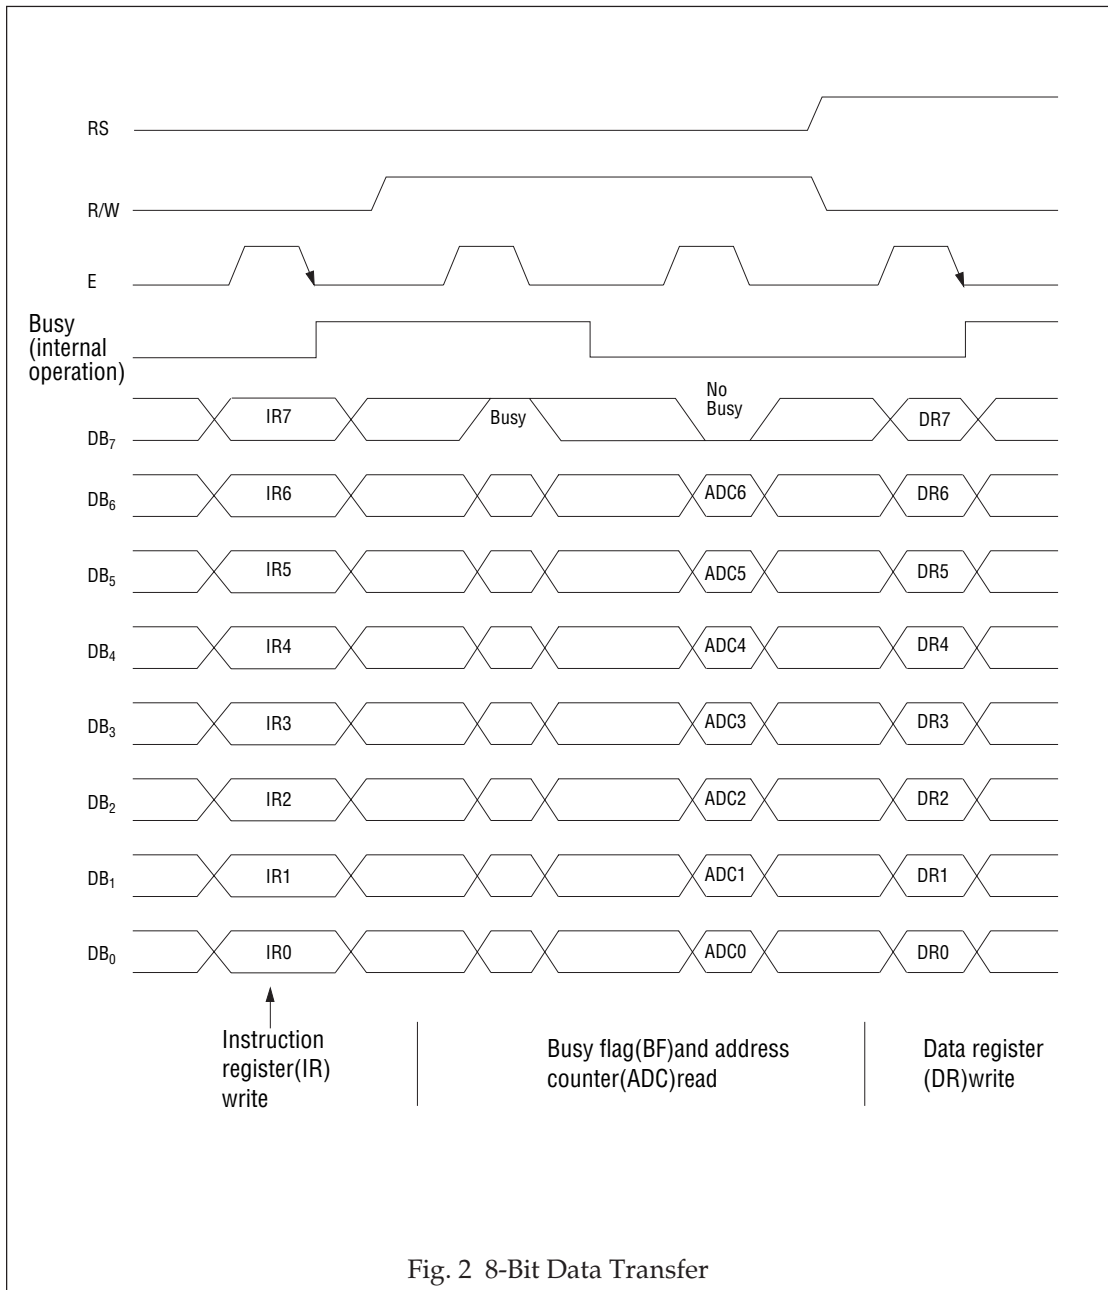 RS
R/W
E
Busy
(internal
operation)
No
Busy
DB7 IR7 Busy DR7
DB6 IR6 ADC6 DR6
DB5 IR5 ADC5 DR5
DB4 IR4 ADC4 DR4
DB3 IR3 ADC3 DR3
DB2 IR2 ADC2 DR2
DB1 IR1 ADC1 DR1
DB0 IR0 ADC0 DR0
Instruction
register(IR)
write
Busy flag(BF)and address
counter(ADC)read
Data register
(DR)write
Fig. 2 8-Bit Data Transfer